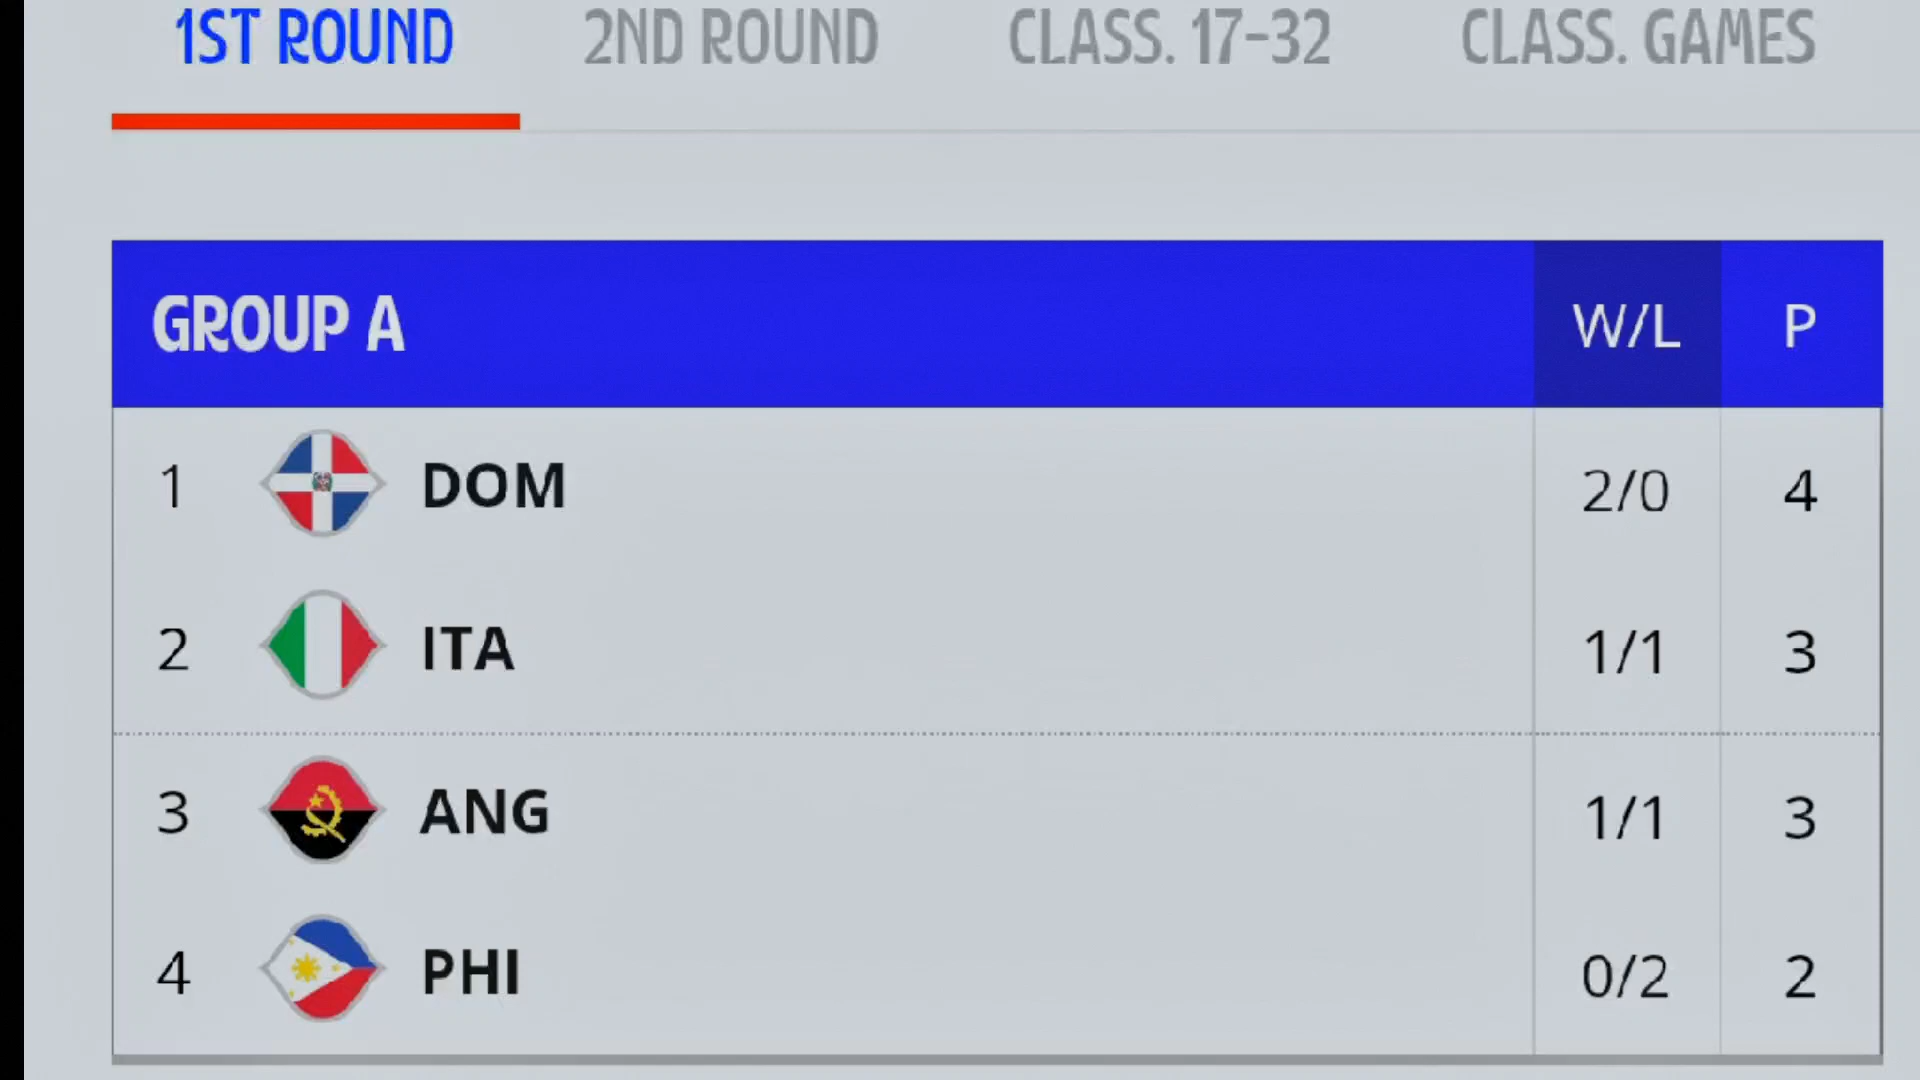 1ST ROUND 2ND ROUND CLASS. 17-32 CLASS. GAMES
GROUP A W/L P
1 DOM 2/0 4
2 ITA 1/1 3
3 ANG 1/1 3
4 PHI 0/2 2